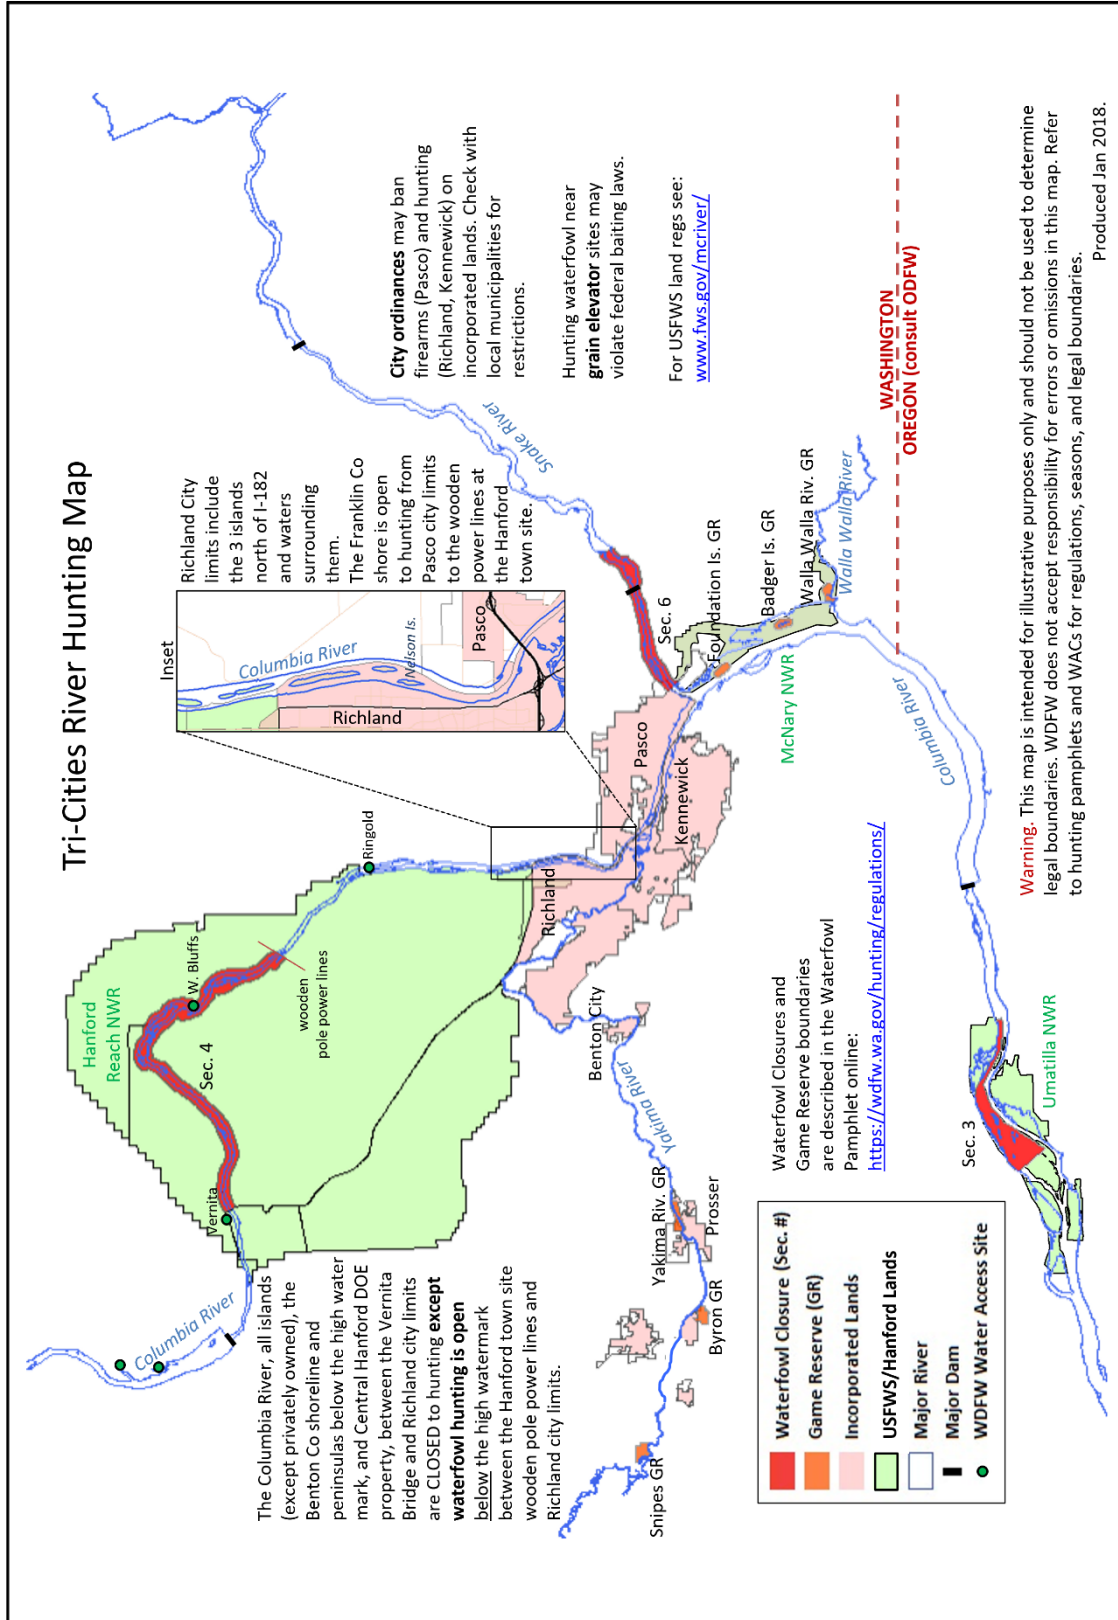 Tri-Cities River Hunting Map
Columbia River
The Columbia River, all islands
(except privately owned), the
Benton Co shoreline and
peninsulas below the high water
mark, and Central Hanford DOE
property, between the Vernita
Bridge and Richland city limits
are CLOSED to hunting except
waterfowl hunting is open
below the high watermark
between the Hanford town site
wooden pole power lines and
Richland city limits.
Vernita
Hanford
Reach NWR
Sec. 4
W. Bluffs
wooden
pole power lines
Ringold
Inset
Columbia River
Nelson Is.
Richland
Pasco
Richland City
limits include
the 3 islands
north of I-182
and waters
surrounding
them.
The Franklin Co
shore is open
to hunting from
Pasco city limits
to the wooden
power lines at
the Hanford
town site.
City ordinances may ban
firearms (Pasco) and hunting
(Richland, Kennewick) on
incorporated lands. Check with
local municipalities for
restrictions.
Hunting waterfowl near
grain elevator sites may
violate federal baiting laws.
For USFWS land regs see:
www.fws.gov/mcriver/
Snake River
Richland
Pasco
Kennewick
Benton City
Yakima River
Yakima Riv. GR
Prosser
Byron GR
Snipes GR
Sec. 6
Foundation Is. GR
Badger Is. GR
Walla Walla Riv. GR
Walla Walla River
McNary NWR
WASHINGTON
OREGON (consult ODFW)
Columbia River
Waterfowl Closures and
Game Reserve boundaries
are described in the Waterfowl
Pamphlet online:
https://wdfw.wa.gov/hunting/regulations/
Sec. 3
Umatilla NWR
Waterfowl Closure (Sec. #)
Game Reserve (GR)
Incorporated Lands
USFWS/Hanford Lands
Major River
Major Dam
WDFW Water Access Site
Warning. This map is intended for illustrative purposes only and should not be used to determine
legal boundaries. WDFW does not accept responsibility for errors or omissions in this map. Refer
to hunting pamphlets and WACs for regulations, seasons, and legal boundaries.
Produced Jan 2018.